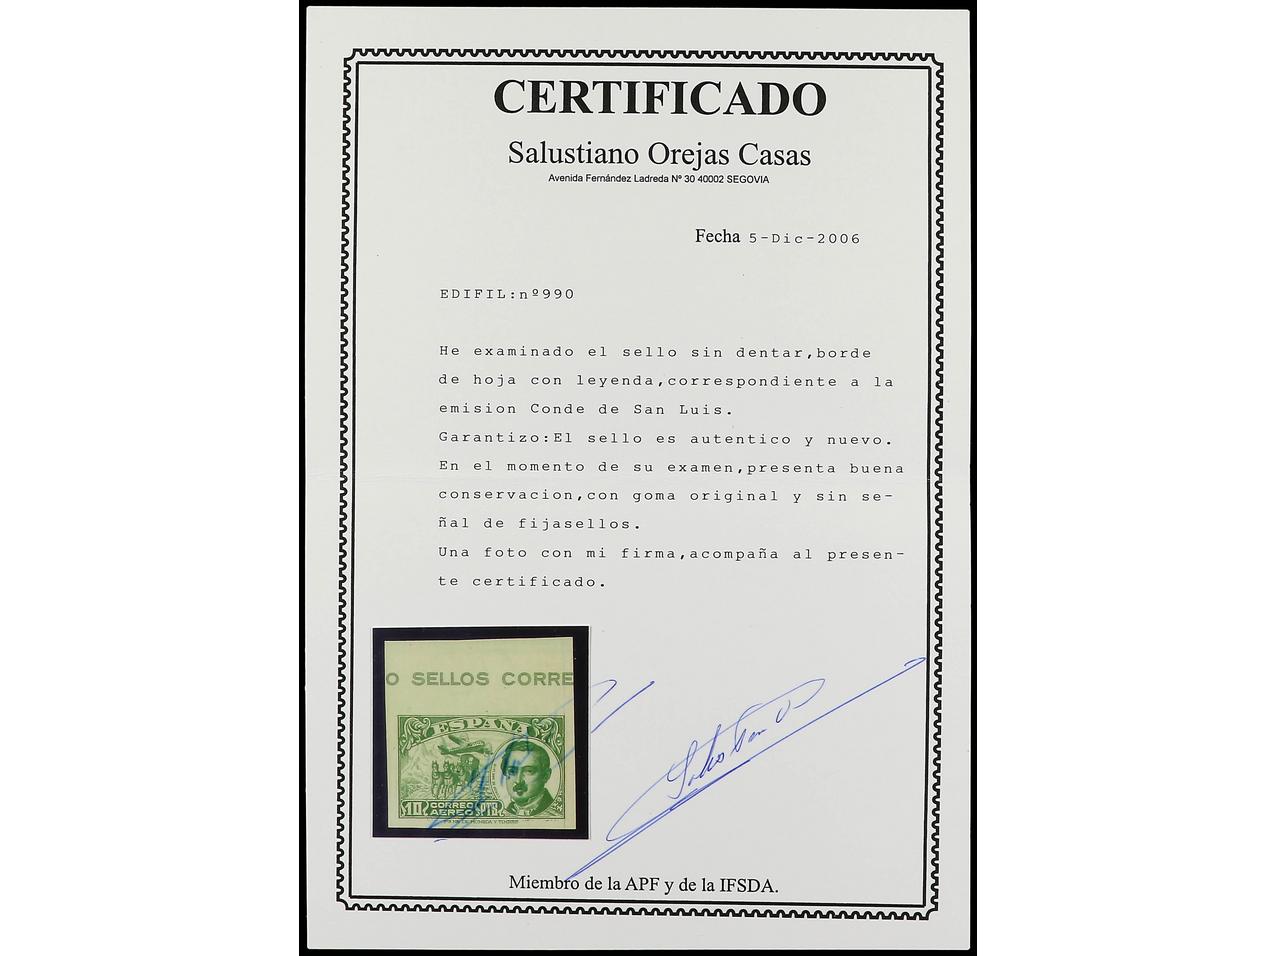 CERTIFICADO
Salustiano Orejas Casas
Avenida Fernández Ladreda Nº 30 40002 SEGOVIA
Fecha 5-Dic-2006
EDIFIL:nº990
He examinado el sello sin dentar,borde
de hoja con leyenda,correspondiente a la
emision Conde de San Luis.
Garantizo:El sello es autentico y nuevo.
En el momento de su examen,presenta buena
conservacion,con goma original y sin se-
ñal de fijasellos.
Una foto con mi firma,acompaña al presen-
te certificado.
O SELLOS CORRE
ESPAÑA
10 CORREO AEREO PTS
Miembro de la APF y de la IFSDA.